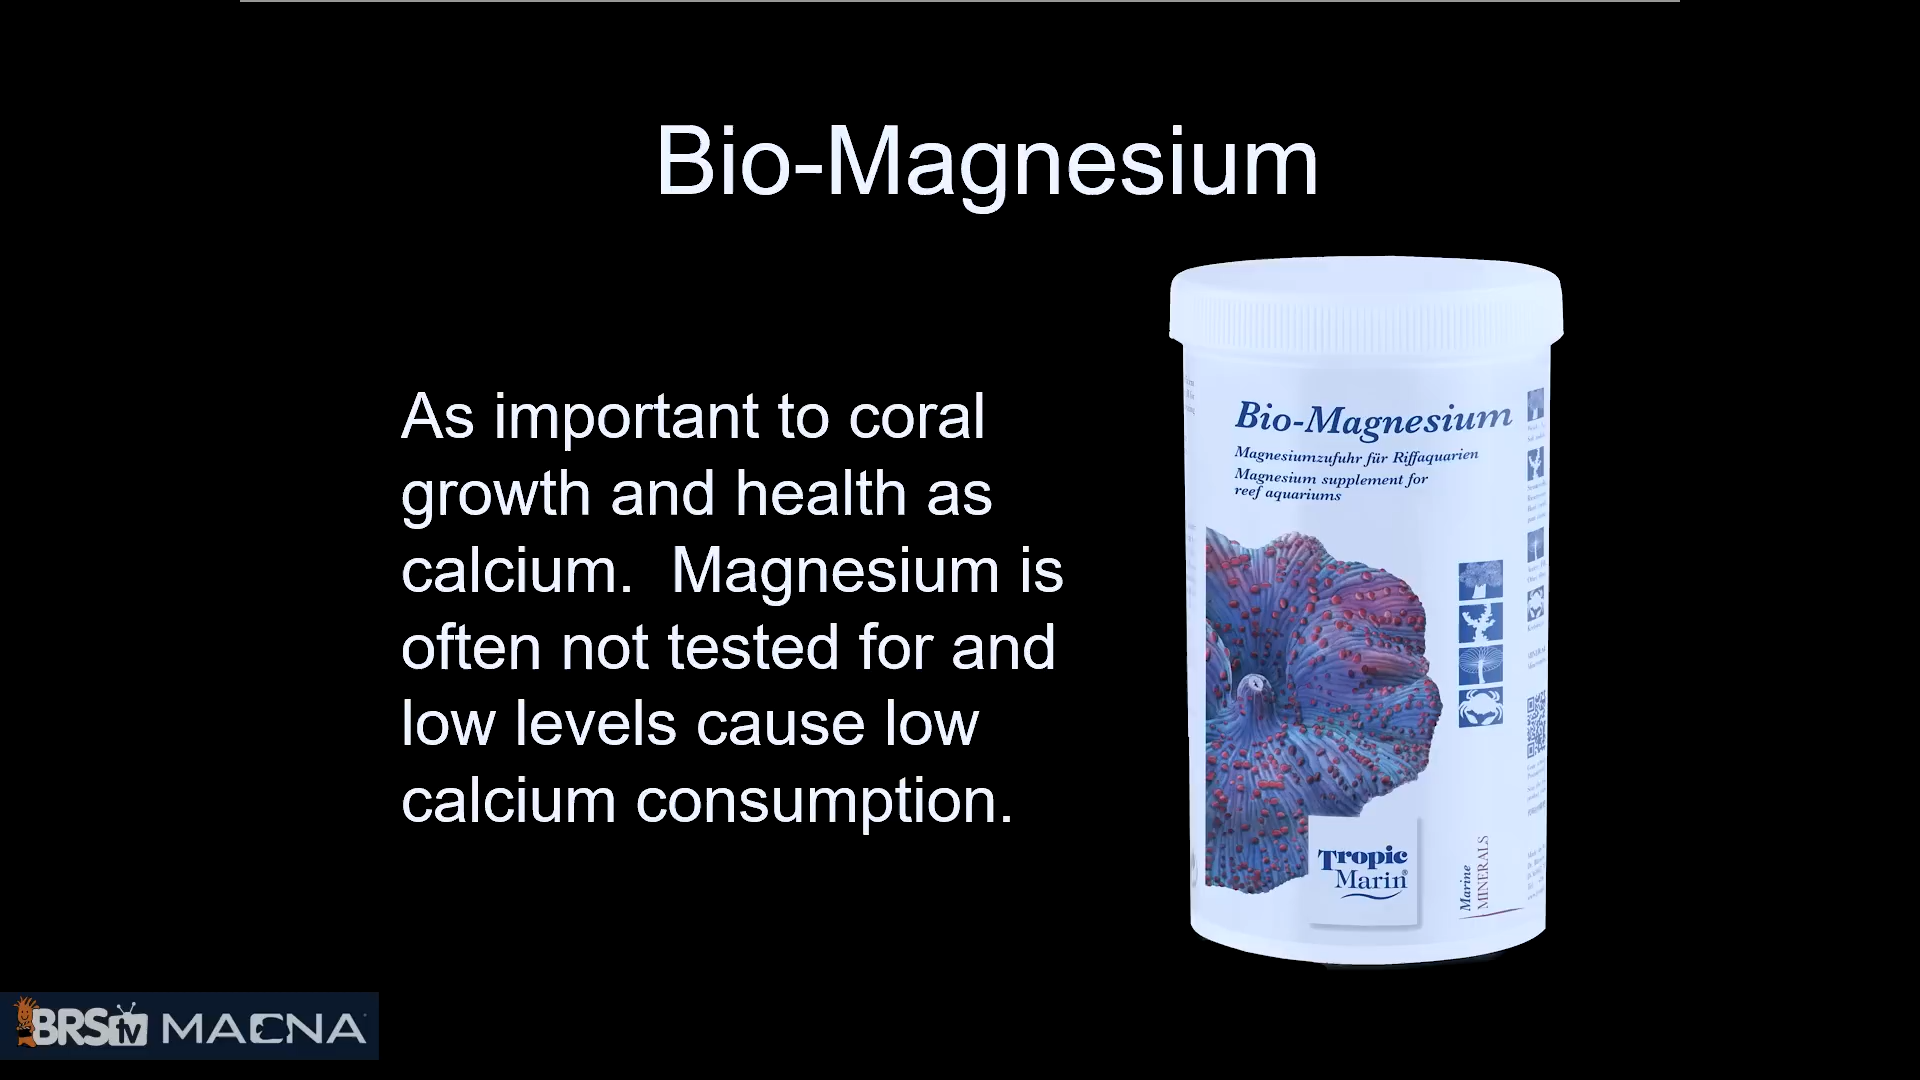 Bio-Magnesium
As important to coral
growth and health as
calcium.  Magnesium is
often not tested for and
low levels cause low
calcium consumption.
Bio-Magnesium
Magnesiumzufuhr für Riffaquarien
Magnesium supplement for
reef aquariums
Tropic
Marin®
Marine
MINERALS
BRStv MACNA